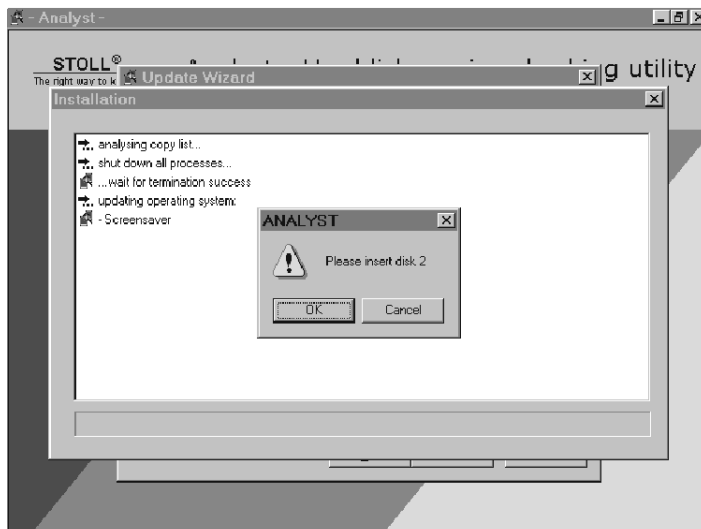 - Analyst -
STOLL®
g utility
The right way to k
Update Wizard
Installation
analysing copy list...
shut down all processes...
...wait for termination success
updating operating system:
- Screensaver
ANALYST
Please insert disk 2
OK
Cancel